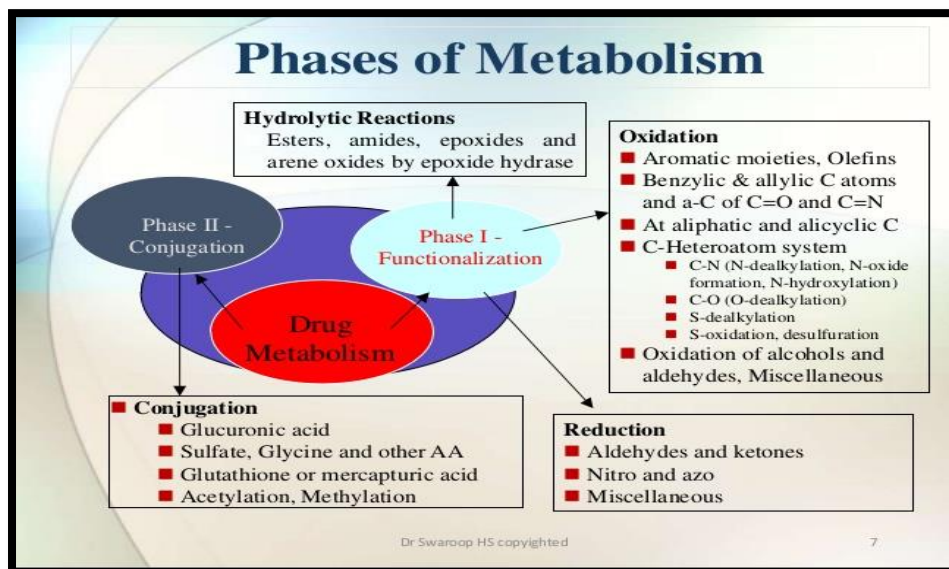 Phases of Metabolism
Hydrolytic Reactions
Esters, amides, epoxides and
arene oxides by epoxide hydrase
Phase II -
Conjugation
Phase I -
Functionalization
Drug
Metabolism
Oxidation
Aromatic moieties, Olefins
Benzylic & allylic C atoms
and a-C of C=O and C=N
At aliphatic and alicyclic C
C-Heteroatom system
C-N (N-dealkylation, N-oxide
formation, N-hydroxylation)
C-O (O-dealkylation)
S-dealkylation
S-oxidation, desulfuration
Oxidation of alcohols and
aldehydes, Miscellaneous
Conjugation
Glucuronic acid
Sulfate, Glycine and other AA
Glutathione or mercapturic acid
Acetylation, Methylation
Reduction
Aldehydes and ketones
Nitro and azo
Miscellaneous
Dr Swaroop HS copyighted
7